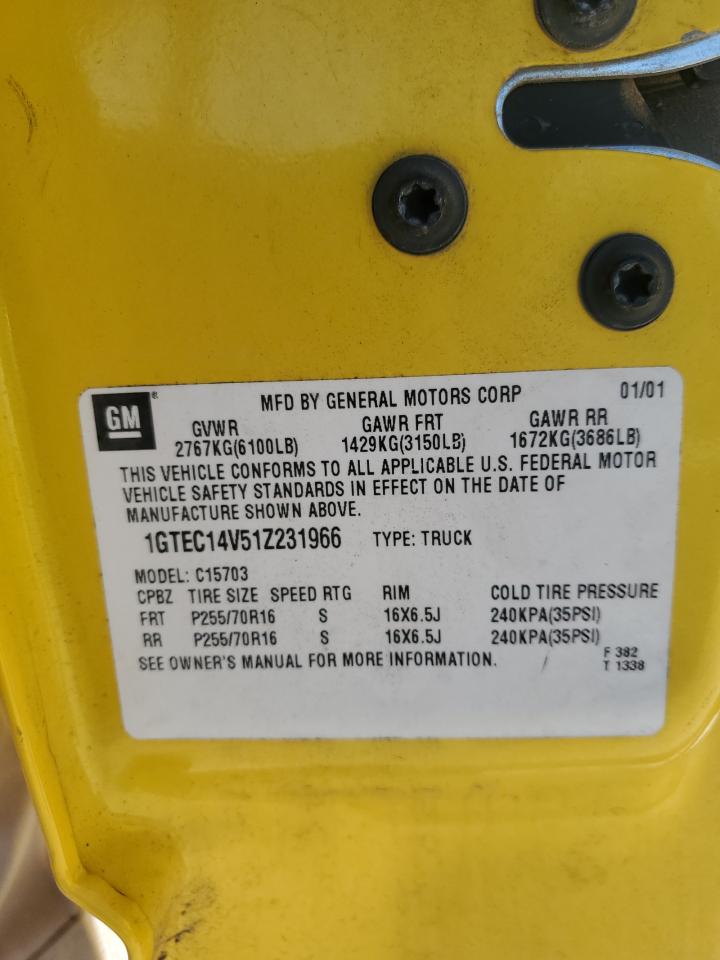 GM ® MFD BY GENERAL MOTORS CORP 01/01
GVWR GAWR FRT GAWR RR
2767KG(6100LB) 1429KG(3150LB) 1672KG(3686LB)
THIS VEHICLE CONFORMS TO ALL APPLICABLE U.S. FEDERAL MOTOR
VEHICLE SAFETY STANDARDS IN EFFECT ON THE DATE OF
MANUFACTURE SHOWN ABOVE.
1GTEC14V51Z231966 TYPE: TRUCK
MODEL: C15703
CPBZ TIRE SIZE SPEED RTG RIM COLD TIRE PRESSURE
FRT P255/70R16 S 16X6.5J 240KPA(35PSI)
RR P255/70R16 S 16X6.5J 240KPA(35PSI)
SEE OWNER'S MANUAL FOR MORE INFORMATION. F 382
T 1338